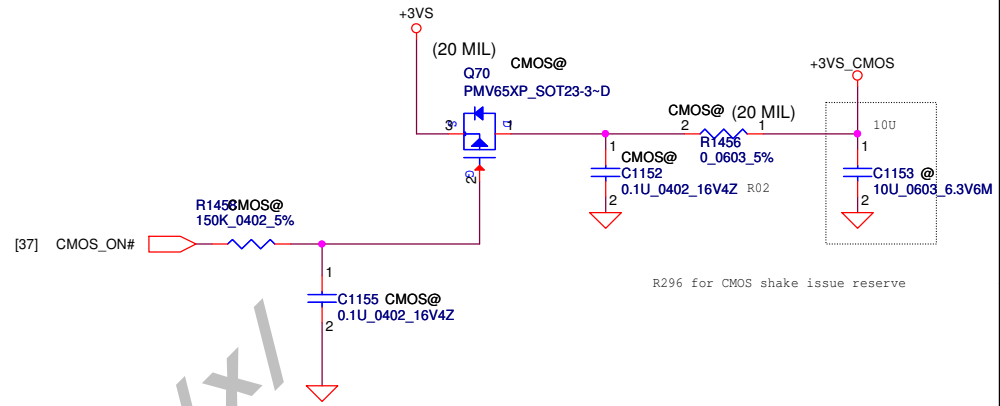 +3VS
(20 MIL)
CMOS@
Q70
PMV65XP_SOT23-3~D
+3VS_CMOS
S
3
D
1
G
2
CMOS@ (20 MIL)
2
1
R1456
0_0603_5%
10U
1
CMOS@
C1152
0.1U_0402_16V4Z
R02
2
1
C1153 @
10U_0603_6.3V6M
2
R1458 CMOS@
150K_0402_5%
[37] CMOS_ON#
1
C1155 CMOS@
0.1U_0402_16V4Z
2
R296 for CMOS shake issue reserve
/x/